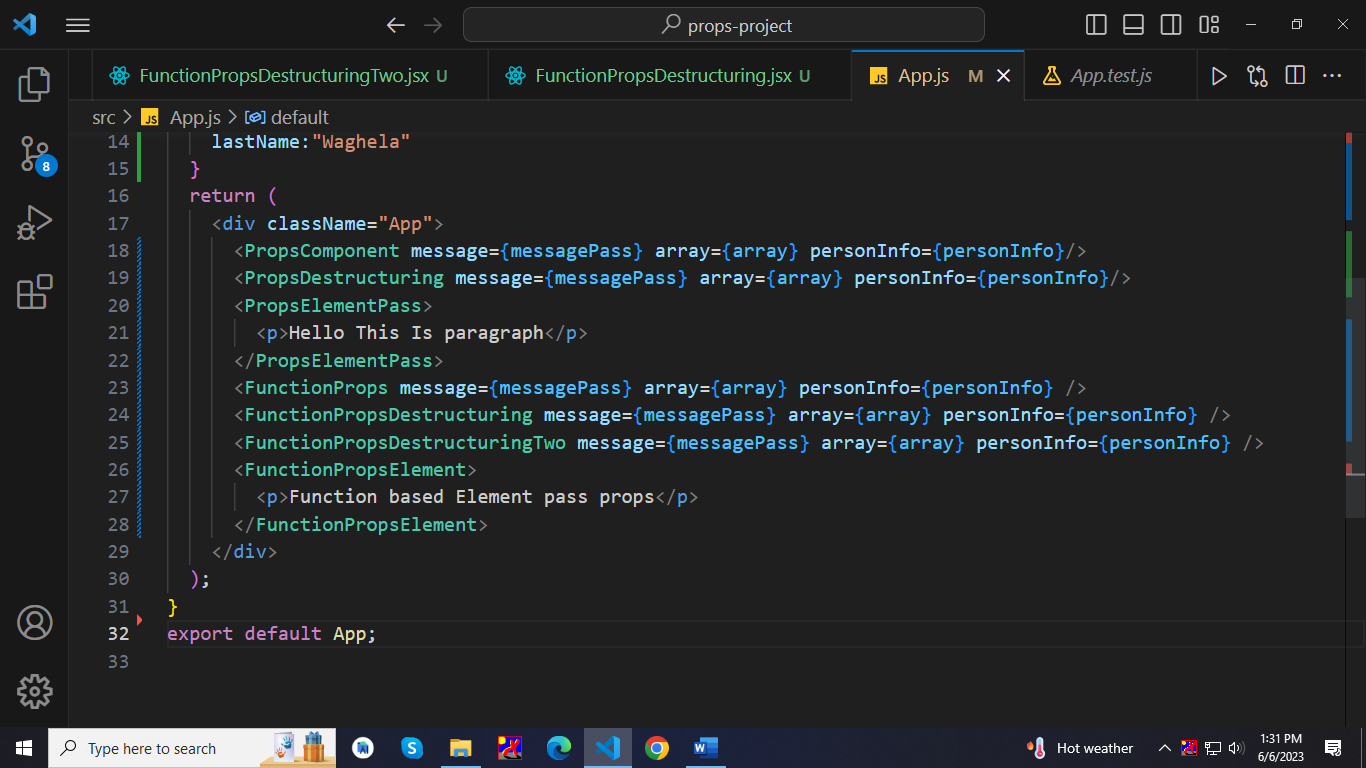 props-project
FunctionPropsDestructuringTwo.jsx U FunctionPropsDestructuring.jsx U JS App.js M App.test.js
src > JS App.js > default
14 lastName:"Waghela"
15 }
16 return (
17 <div className="App">
18 <PropsComponent message={messagePass} array={array} personInfo={personInfo}/>
19 <PropsDestructuring message={messagePass} array={array} personInfo={personInfo}/>
20 <PropsElementPass>
21 <p>Hello This Is paragraph</p>
22 </PropsElementPass>
23 <FunctionProps message={messagePass} array={array} personInfo={personInfo} />
24 <FunctionPropsDestructuring message={messagePass} array={array} personInfo={personInfo} />
25 <FunctionPropsDestructuringTwo message={messagePass} array={array} personInfo={personInfo} />
26 <FunctionPropsElement>
27 <p>Function based Element pass props</p>
28 </FunctionPropsElement>
29 </div>
30 );
31 }
32 export default App;
33
8
Type here to search
Hot weather
1:31 PM
6/6/2023